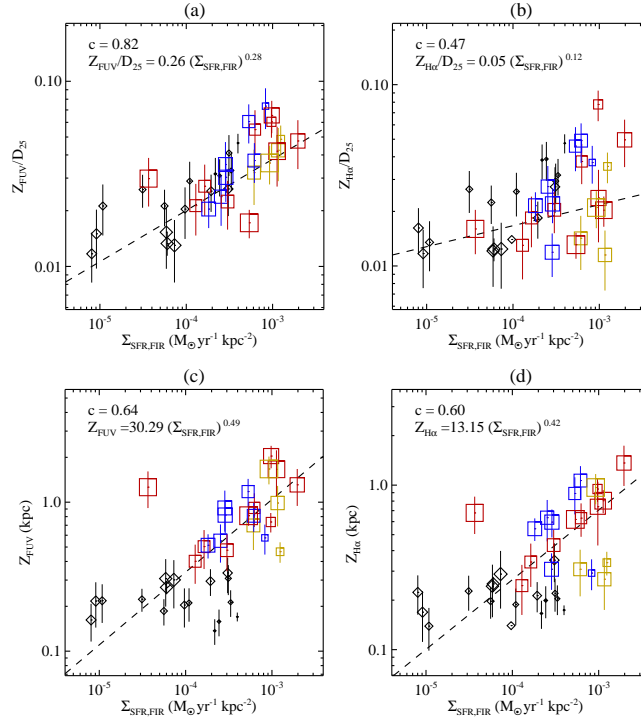 (a)
(b)
c = 0.82
Z_FUV/D_25 = 0.26 (Σ_SFR,FIR)^0.28
c = 0.47
Z_Hα/D_25 = 0.05 (Σ_SFR,FIR)^0.12
0.10
0.01
Z_FUV/D_25
0.10
0.01
Z_Hα/D_25
10^-5
10^-4
10^-3
10^-5
10^-4
10^-3
Σ_SFR,FIR (M_⊙ yr^-1 kpc^-2)
Σ_SFR,FIR (M_⊙ yr^-1 kpc^-2)
(c)
(d)
c = 0.64
Z_FUV =30.29 (Σ_SFR,FIR)^0.49
c = 0.60
Z_Hα =13.15 (Σ_SFR,FIR)^0.42
1.0
0.1
Z_FUV (kpc)
1.0
0.1
Z_Hα (kpc)
10^-5
10^-4
10^-3
10^-5
10^-4
10^-3
Σ_SFR,FIR (M_⊙ yr^-1 kpc^-2)
Σ_SFR,FIR (M_⊙ yr^-1 kpc^-2)